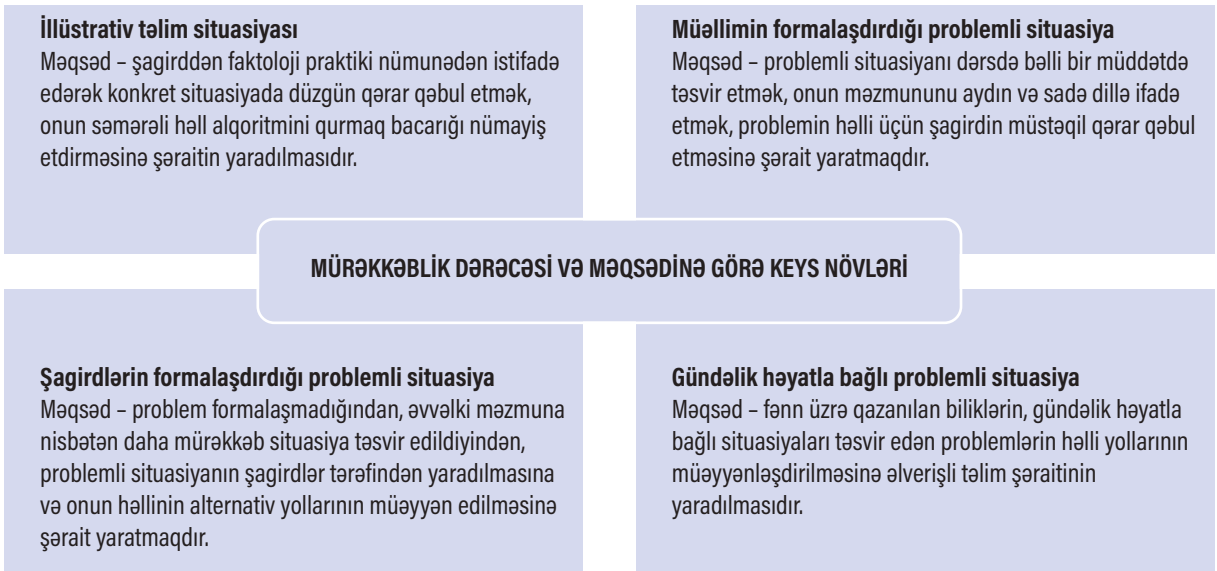 İllüstrativ təlim situasiyası
Məqsəd – şagirddən faktoloji praktiki nümunədən istifadə
edərək konkret situasiyada düzgün qərar qəbul etmək,
onun səmərəli həll alqoritmini qurmaq bacarığı nümayiş
etdirməsinə şəraitin yaradılmasıdır.
Müəllimin formalaşdırdığı problemli situasiya
Məqsəd – problemli situasiyanı dərsdə bəlli bir müddətdə
təsvir etmək, onun məzmununu aydın və sadə dillə ifadə
etmək, problemin həlli üçün şagirdin müstəqil qərar qəbul
etməsinə şərait yaratmaqdır.
MÜRƏKKƏBLİK DƏRƏCƏSİ VƏ MƏQSƏDİNƏ GÖRƏ KEYS NÖVLƏRİ
Şagirdlərin formalaşdırdığı problemli situasiya
Məqsəd – problem formalaşmadığından, əvvəlki məzmuna
nisbətən daha mürəkkəb situasiya təsvir edildiyindən,
problemli situasiyanın şagirdlər tərəfindən yaradılmasına
və onun həllinin alternativ yollarının müəyyən edilməsinə
şərait yaratmaqdır.
Gündəlik həyatla bağlı problemli situasiya
Məqsəd – fənn üzrə qazanılan biliklərin, gündəlik həyatla
bağlı situasiyaları təsvir edən problemlərin həlli yollarının
müəyyənləşdirilməsinə əlverişli təlim şəraitinin
yaradılmasıdır.